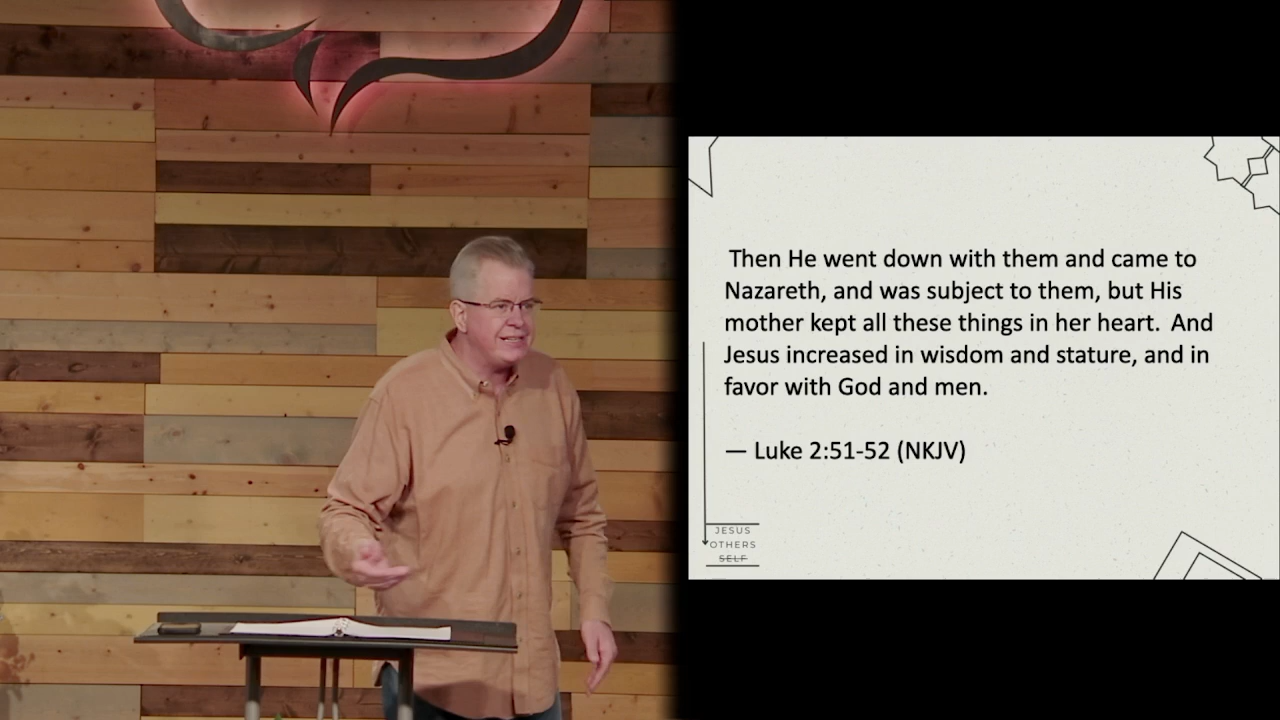 Then He went down with them and came to
Nazareth, and was subject to them, but His
mother kept all these things in her heart.  And
Jesus increased in wisdom and stature, and in
favor with God and men.
— Luke 2:51-52 (NKJV)
JESUS
OTHERS
SELF